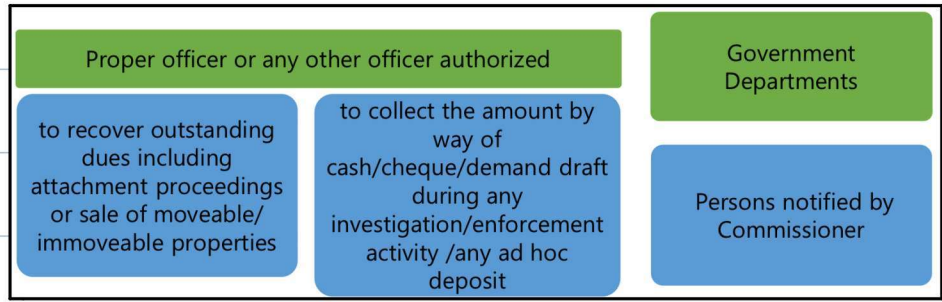 Proper officer or any other officer authorized
to recover outstanding
dues including
attachment proceedings
or sale of moveable/
immoveable properties
to collect the amount by
way of
cash/cheque/demand draft
during any
investigation/enforcement
activity /any ad hoc
deposit
Government
Departments
Persons notified by
Commissioner